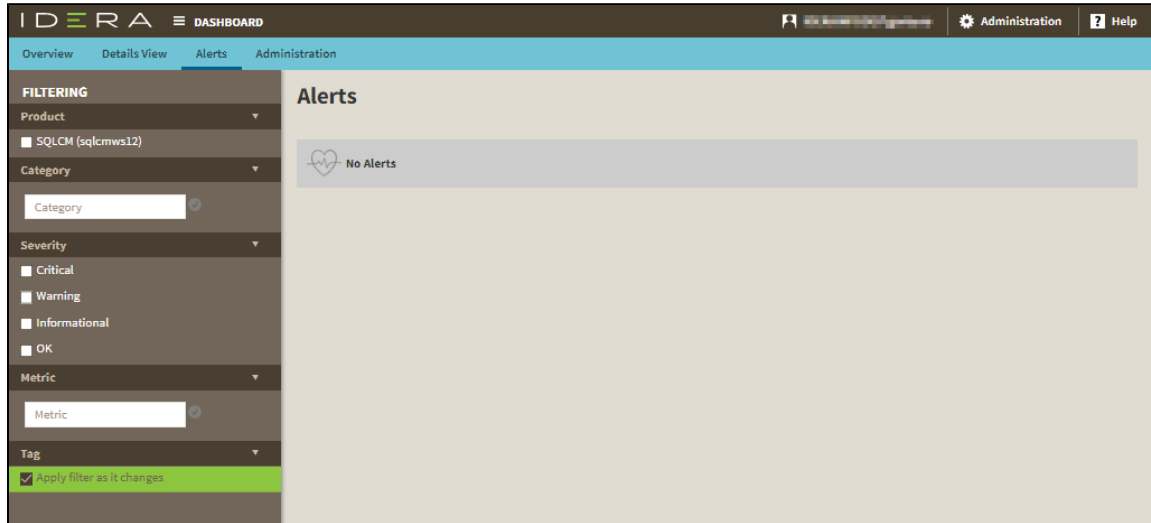 IDERA DASHBOARD Administration ? Help
Overview Details View Alerts Administration
FILTERING
Product
SQLCM (sqlcmws12)
Category
Category
Severity
Critical
Warning
Informational
OK
Metric
Metric
Tag
Apply filter as it changes
Alerts
No Alerts